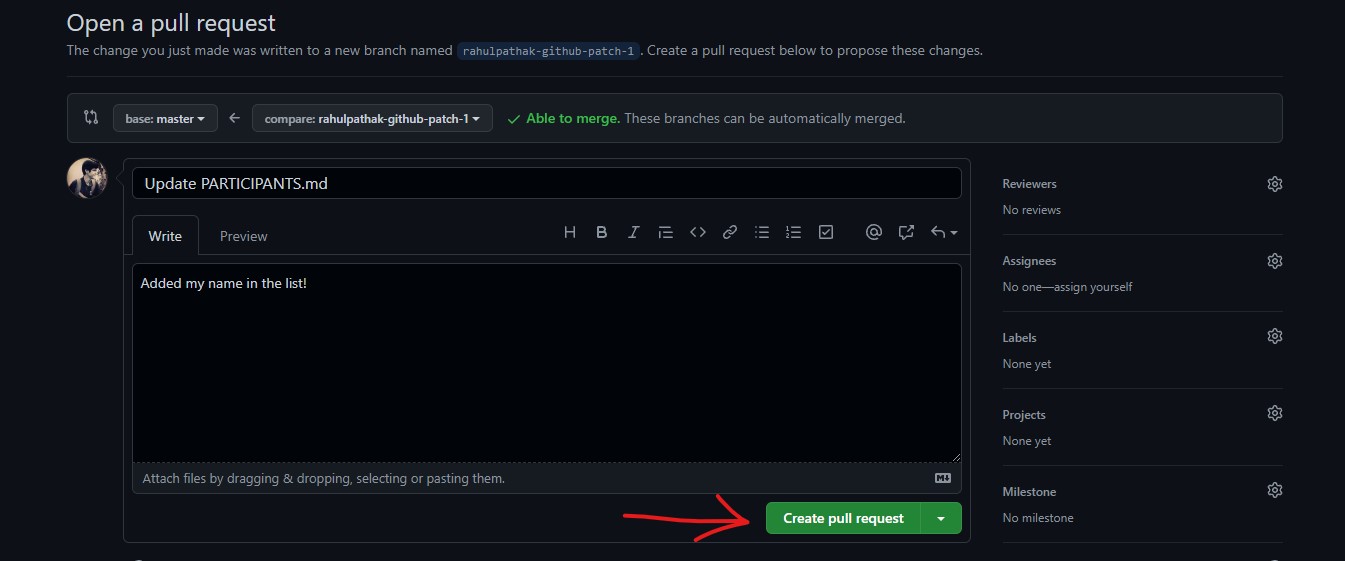 Open a pull request
The change you just made was written to a new branch named rahulpathak-github-patch-1 . Create a pull request below to propose these changes.
base: master compare: rahulpathak-github-patch-1 Able to merge. These branches can be automatically merged.
Update PARTICIPANTS.md
Write Preview
Added my name in the list!
Attach files by dragging & dropping, selecting or pasting them.
Create pull request
Reviewers
No reviews
Assignees
No one—assign yourself
Labels
None yet
Projects
None yet
Milestone
No milestone